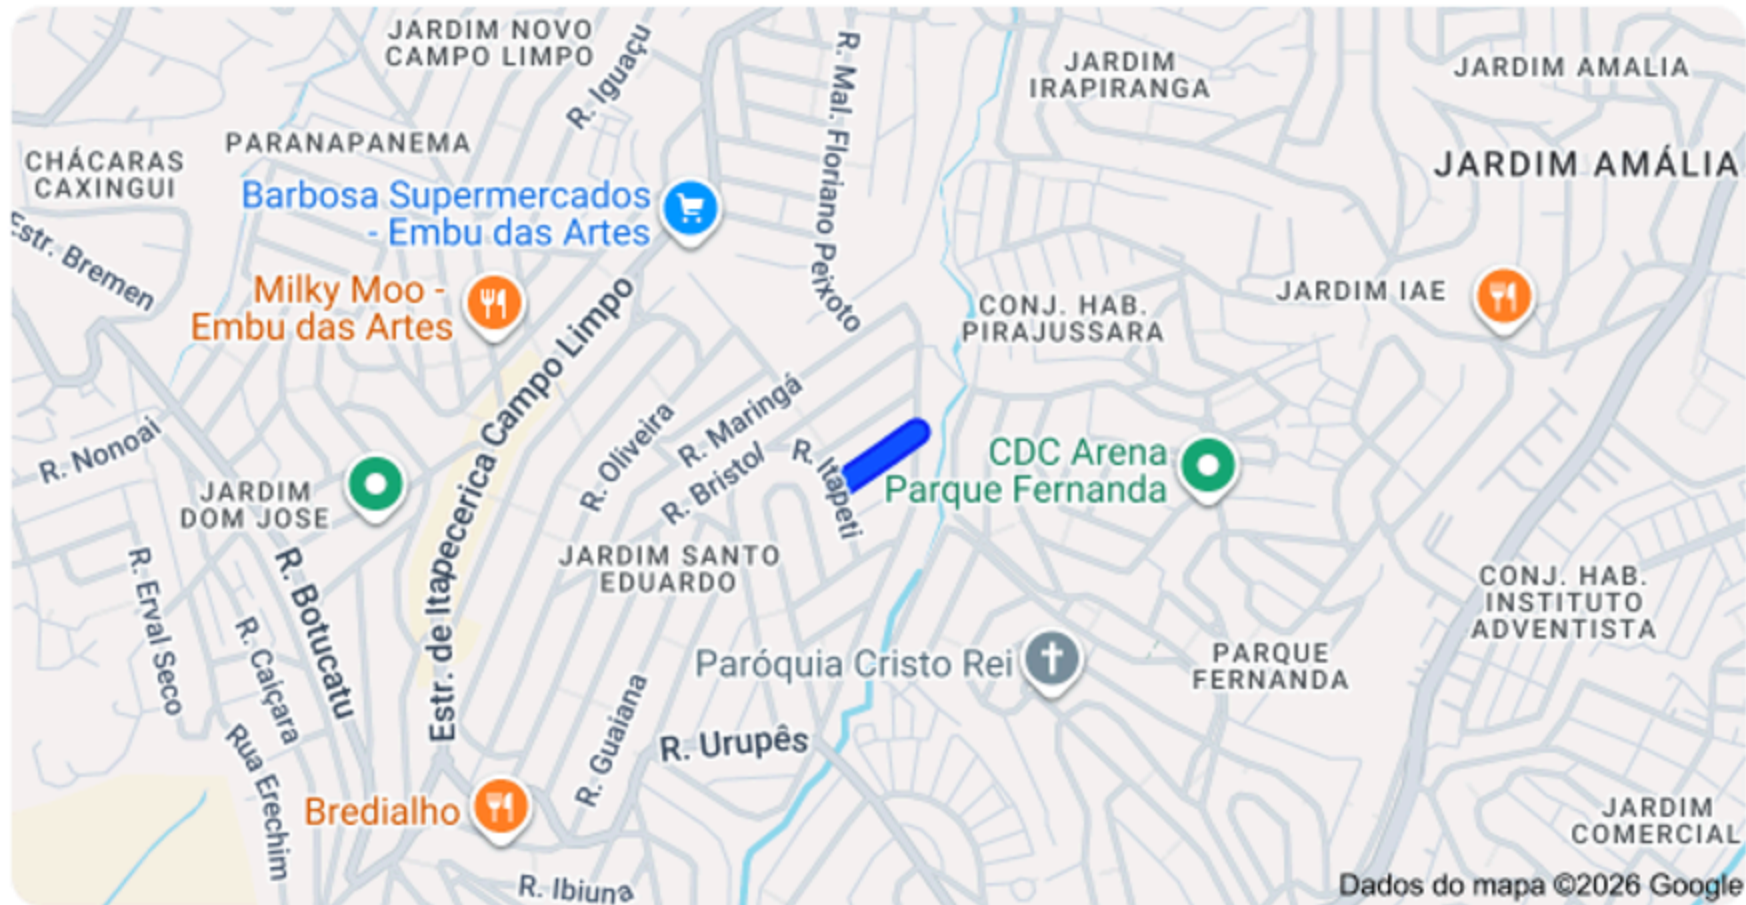 JARDIM NOVO
CAMPO LIMPO
R. Iguaçu
R. Mal. Floriano Peixoto
JARDIM
IRAPIRANGA
JARDIM AMALIA
PARANAPANEMA
CHÁCARAS
CAXINGUI
JARDIM AMÁLIA
Barbosa Supermercados
- Embu das Artes
Estr. Bremen
Milky Moo -
Embu das Artes
JARDIM IAE
CONJ. HAB.
PIRAJUSSARA
Estr. de Itapecerica Campo Limpo
R. Maringá
R. Oliveira
R. Nonoai
R. Bristol
R. Itapeti
CDC Arena
Parque Fernanda
JARDIM
DOM JOSE
JARDIM SANTO
EDUARDO
R. Botucatu
R. Erval Seco
R. Caiçara
CONJ. HAB.
INSTITUTO
ADVENTISTA
Paróquia Cristo Rei
PARQUE
FERNANDA
R. Guaiana
R. Urupês
Rua Erechim
Bredialho
JARDIM
COMERCIAL
R. Ibiuna
Dados do mapa ©2026 Google